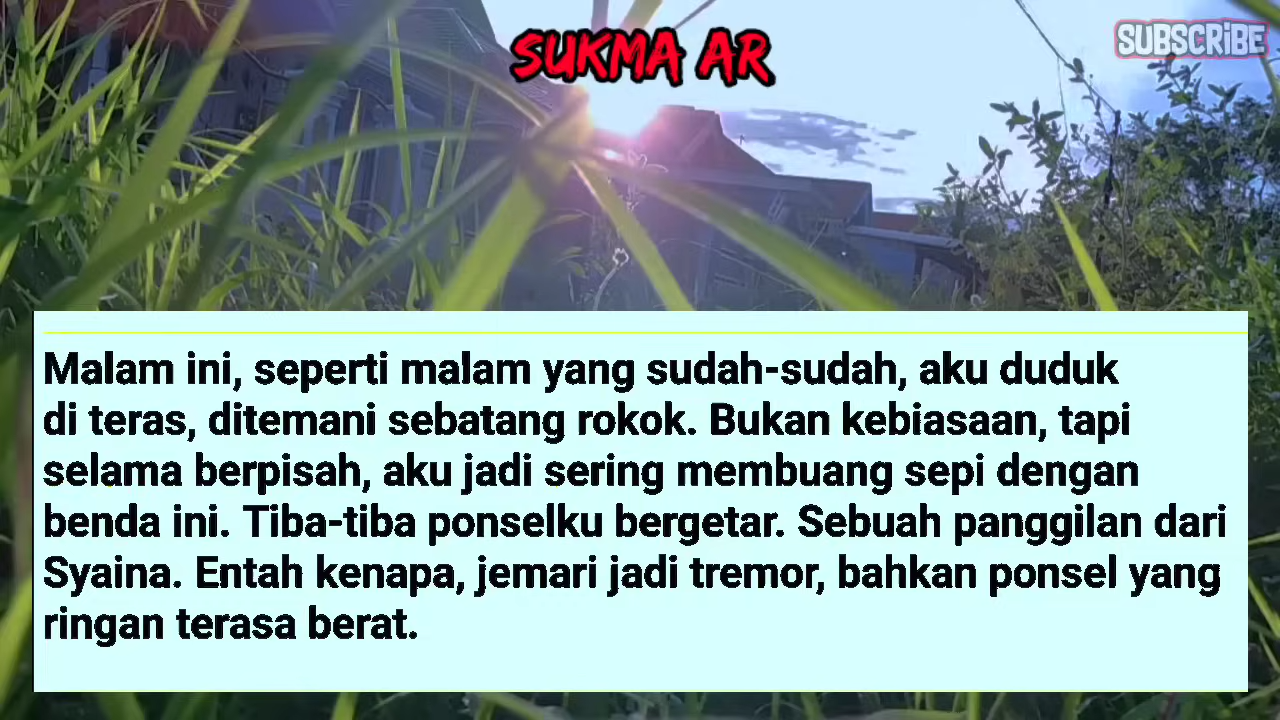 SUKMA AR
SUBSCRIBE
Malam ini, seperti malam yang sudah-sudah, aku duduk
di teras, ditemani sebatang rokok. Bukan kebiasaan, tapi
selama berpisah, aku jadi sering membuang sepi dengan
benda ini. Tiba-tiba ponselku bergetar. Sebuah panggilan dari
Syaina. Entah kenapa, jemari jadi tremor, bahkan ponsel yang
ringan terasa berat.